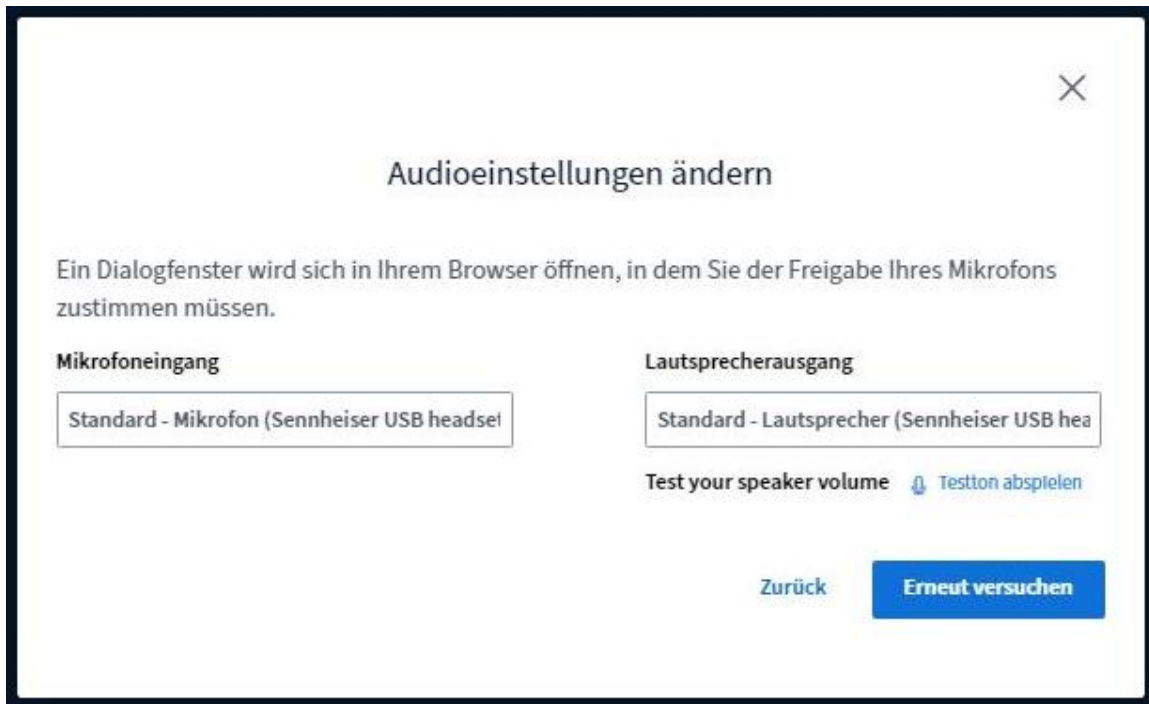 Audioeinstellungen ändern
Ein Dialogfenster wird sich in Ihrem Browser öffnen, in dem Sie der Freigabe Ihres Mikrofons
zustimmen müssen.
Mikrofoneingang
Lautsprecherausgang
Standard - Mikrofon (Sennheiser USB headset
Standard - Lautsprecher (Sennheiser USB hea
Test your speaker volume
Testton abspielen
Zurück
Erneut versuchen